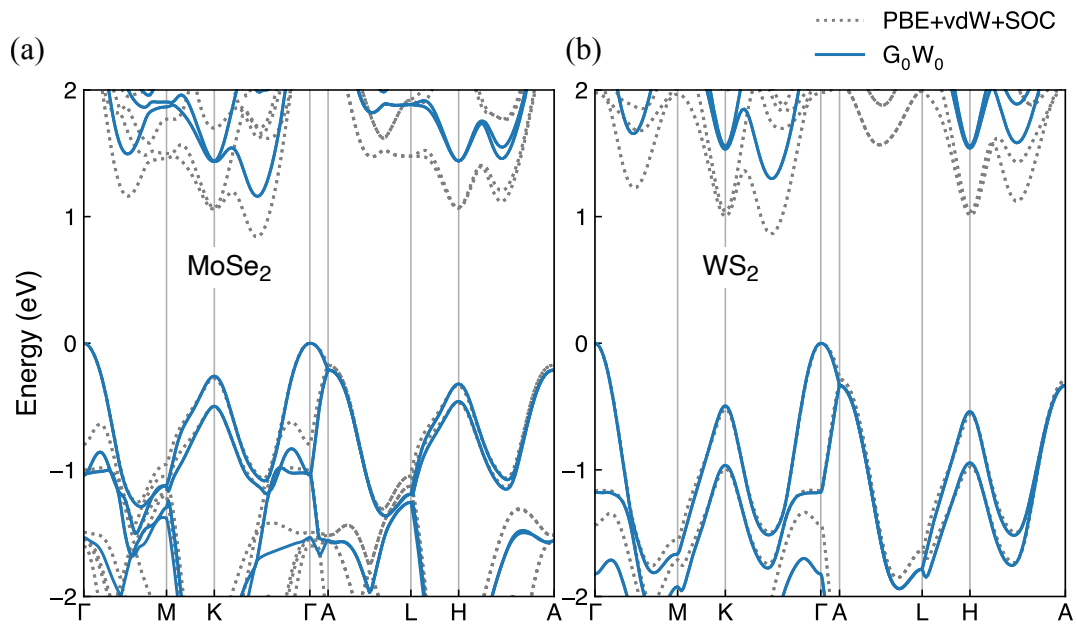 PBE+vdW+SOC
G₀W₀
(a)
(b)
Energy (eV)
2
1
0
−1
−2
MoSe₂
Γ M K Γ A L H A
2
1
0
−1
−2
WS₂
Γ M K Γ A L H A